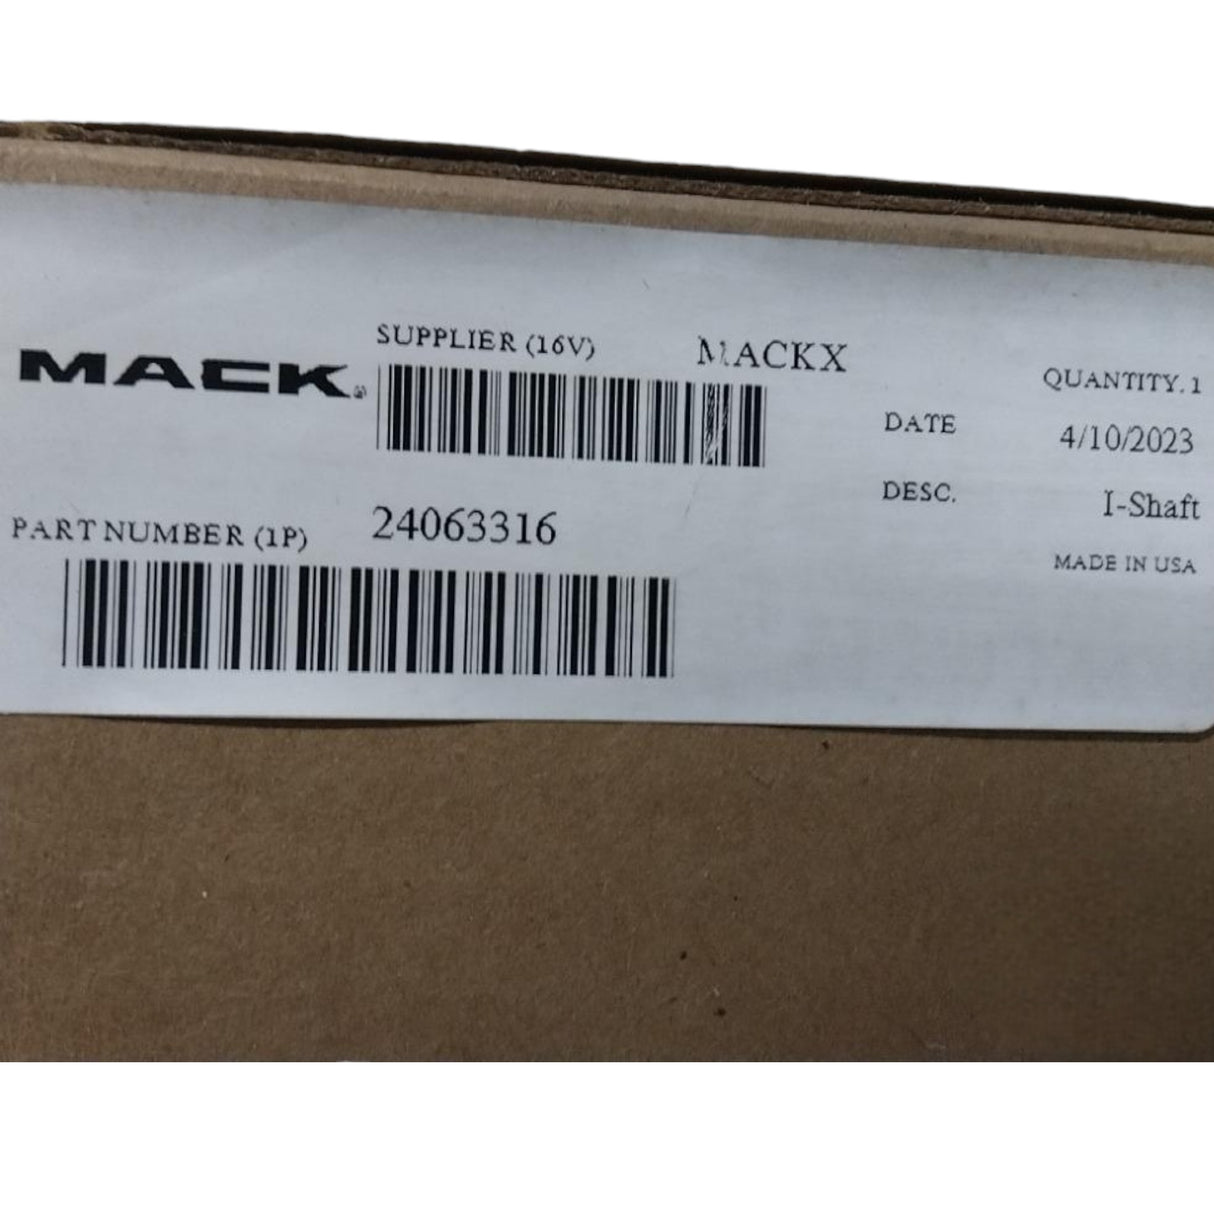 MACK®
SUPPLIER (16V) MACKX
QUANTITY. 1
DATE 4/10/2023
DESC. I-Shaft
MADE IN USA
PART NUMBER (1P) 24063316